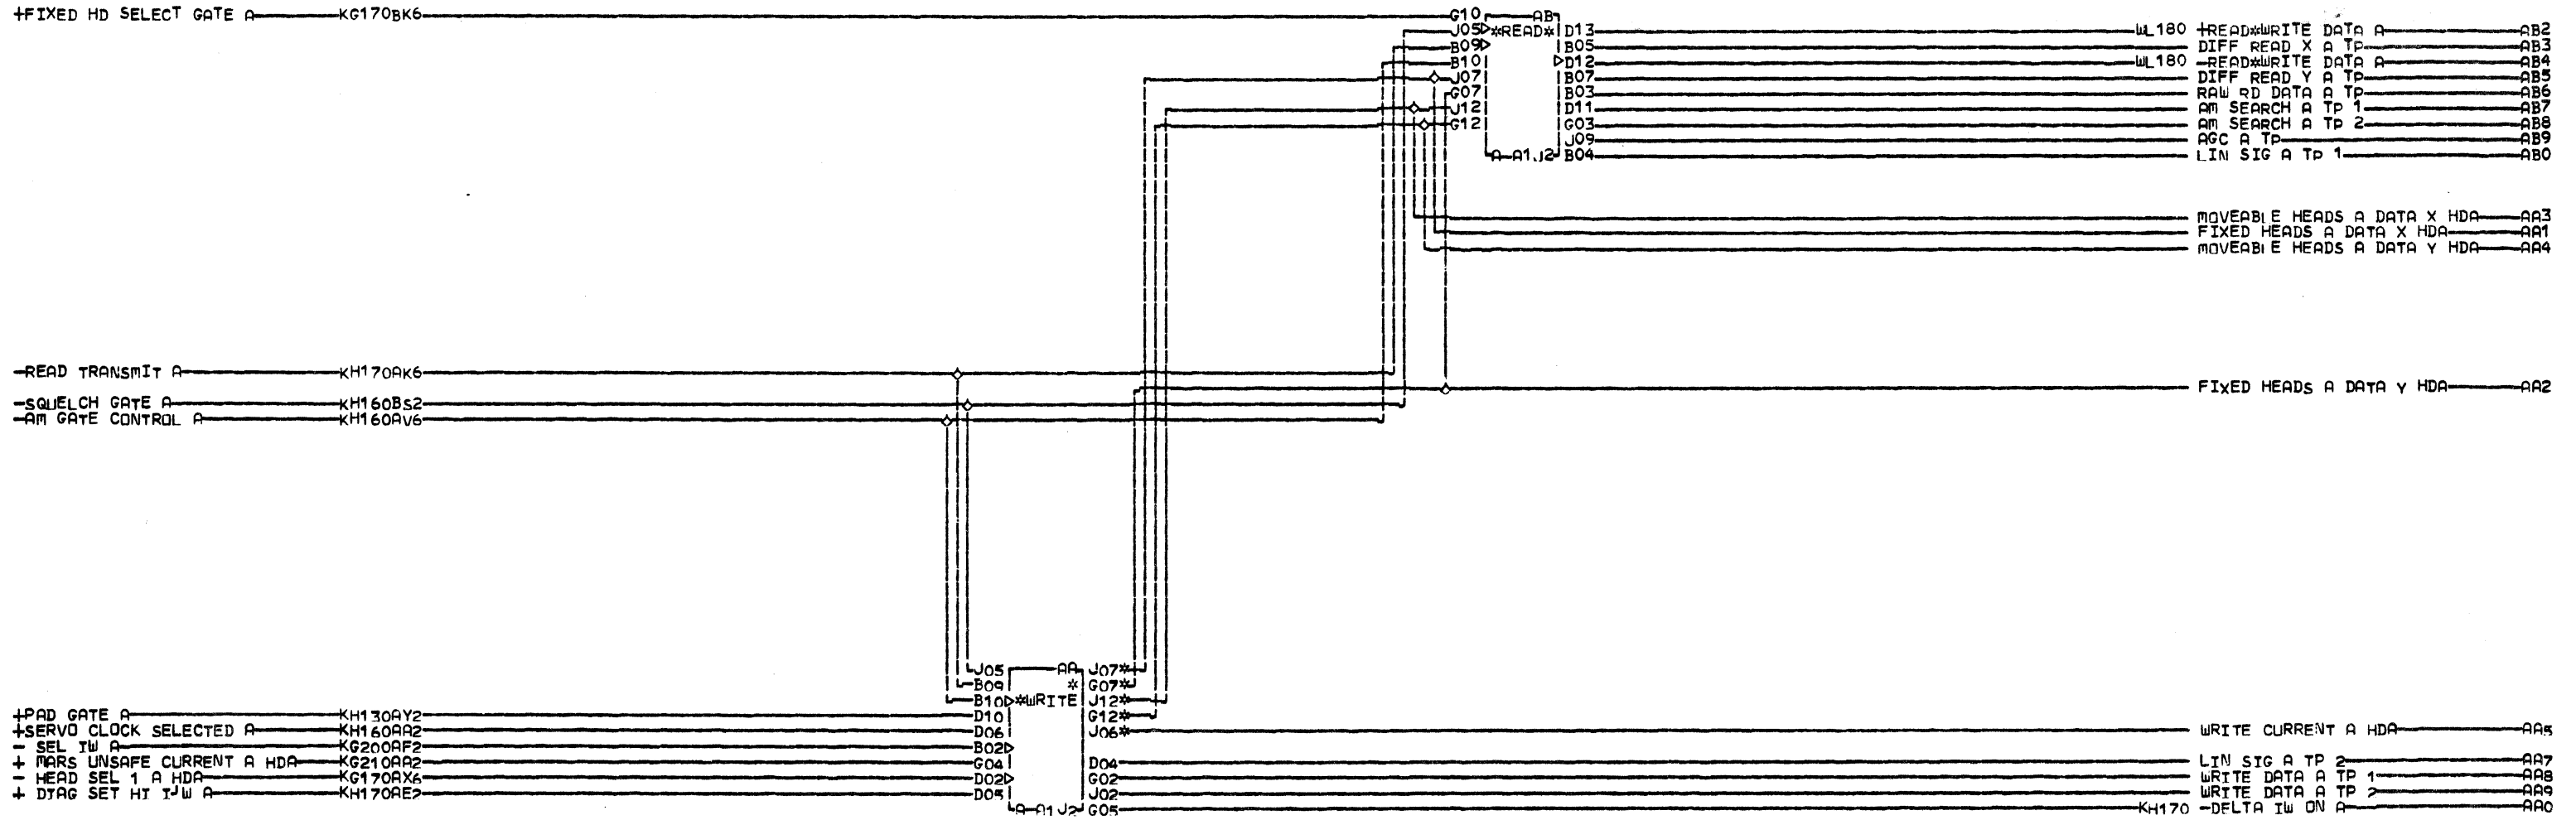 +FIXED HD SELECT GATE A KG170BK6 G10 AB
J05 *READ* D13 WL180 +READ*WRITE DATA A AB2
B09 B05 DIFF READ X A TP AB3
B10 D12 WL180 -READ*WRITE DATA A AB4
J07 B07 DIFF READ Y A TP AB5
G07 B03 RAW RD DATA A TP AB6
J12 D11 AM SEARCH A TP 1 AB7
G12 G03 AM SEARCH A TP 2 AB8
J09 AGC A TP AB9
A-A1J2 B04 LIN SIG A TP 1 AB0
MOVEABLE HEADS A DATA X HDA AA3
FIXED HEADS A DATA X HDA AA1
MOVEABLE HEADS A DATA Y HDA AA4
-READ TRANSMIT A KH170AK6
FIXED HEADS A DATA Y HDA AA2
-SQUELCH GATE A KH160BS2
-AM GATE CONTROL A KH160AV6
J05 AA J07*
B09 * G07*
B10 *WRITE J12*
+PAD GATE A KH130AY2 D10 G12*
+SERVO CLOCK SELECTED A KH160AA2 D06 J06* WRITE CURRENT A HDA AA5
- SEL IW A KG200AF2 B02
+ MARS UNSAFE CURRENT A HDA KG210AA2 G04 D04 LIN SIG A TP 2 AA7
- HEAD SEL 1 A HDA KG170AX6 D02 G02 WRITE DATA A TP 1 AA8
+ DIAG SET HI IJW A KH170AE2 D05 J02 WRITE DATA A TP 2 AA9
A-A1J2 G05 KH170 -DELTA IW ON A AA0